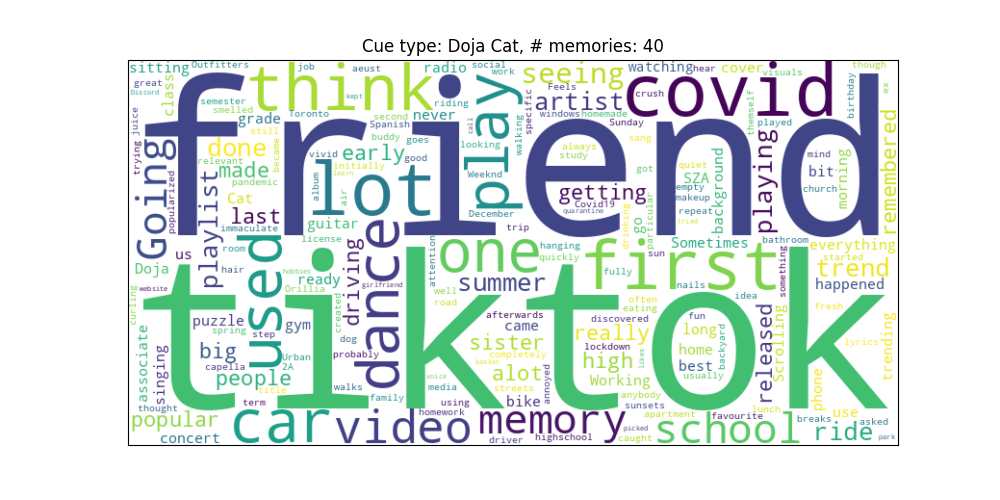 Cue type: Doja Cat, # memories: 40
friend
tiktok
covid
think
lot
play
one
first
car
video
memory
school
dance
used
Going
sitting
Outfitters
job
aeust
radio
social
work
seeing
watching
hear
cover
visuals
though
great
Discord
class
kept
riding
Feels
crush
specific
artist
semester
smelled
Toronto
second
never
windows
homemade
Sunday
themself
played
birthday
ex
juice
trying
grade
Spanish
call
walking
sang
done
still
became
buddy
goes
looking
always
study
quiet
background
mind
relevant
vivid
initially
early
good
got
SZA
bit
made
pandemic
learn
Weeknd
getting
Covid19
empty
makeup
playing
church
morning
remembered
popularized
playlist
Cat
album
air
December
quarantine
drinking
go
particular
repeat
tried
last
immaculate
guitar
trip
us
license
room
attention
hanging
quickly
sun
Sometimes
bathroom
everything
Doja
hair
ready
driving
summer
fully
something
started
trend
website
hobbies
Orillia
girlfriend
well
road
nails
idea
happened
curling
puzzle
spring
step
gym
created
dog
afterwards
came
discovered
often
eating
fun
long
released
Scrolling
fresh
associate
singing
big
capella
Urban
2A
probably
sister
completely
lockdown
really
high
likes
home
best
backyard
lyrics
trending
people
title
walks
media
alot
bucket
voice
streets
annoyed
Working
anybody
usually
phone
thought
term
family
using
bike
sunsets
apartment
favourite
lunch
use
popular
concert
homework
driver
highschool
picked
caught
breaks
ride
asked
park